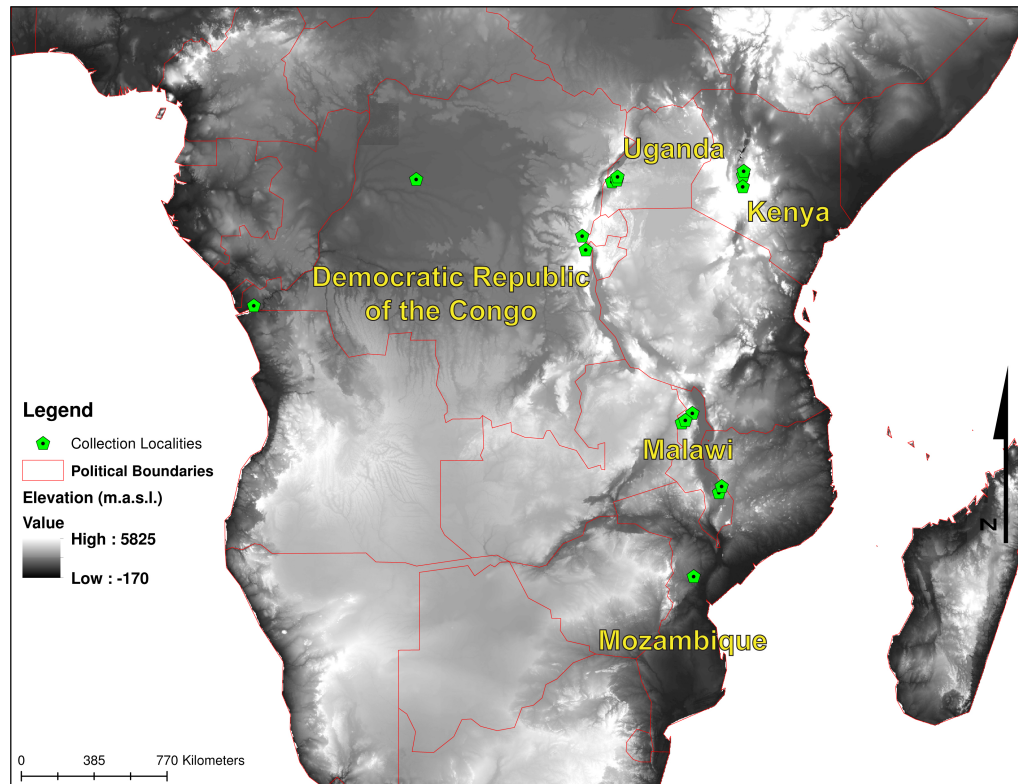 Uganda
Kenya
Democratic Republic
of the Congo
Malawi
Mozambique
Legend
Collection Localities
Political Boundaries
Elevation (m.a.s.l.)
Value
High : 5825
Low : -170
0 385 770 Kilometers
N